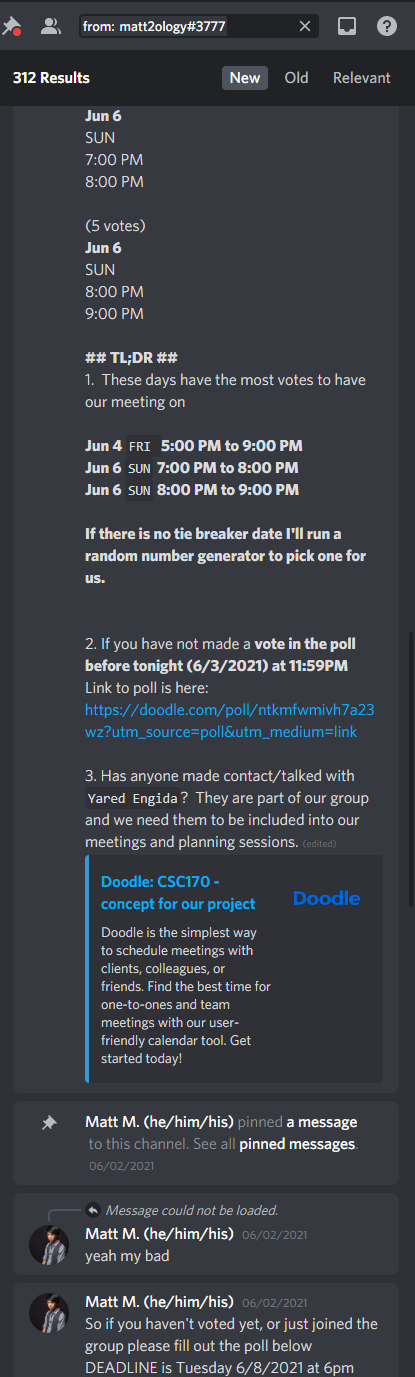 from: matt2ology#3777
312 Results
New Old Relevant
Jun 6
SUN
7:00 PM
8:00 PM
(5 votes)
Jun 6
SUN
8:00 PM
9:00 PM
## TL;DR ##
1. These days have the most votes to have
our meeting on
Jun 4 FRI 5:00 PM to 9:00 PM
Jun 6 SUN 7:00 PM to 8:00 PM
Jun 6 SUN 8:00 PM to 9:00 PM
If there is no tie breaker date I'll run a
random number generator to pick one for
us.
2. If you have not made a vote in the poll
before tonight (6/3/2021) at 11:59PM
Link to poll is here:
https://doodle.com/poll/ntkmfwmivh7a23
wz?utm_source=poll&utm_medium=link
3. Has anyone made contact/talked with
Yared Engida? They are part of our group
and we need them to be included into our
meetings and planning sessions. (edited)
Doodle: CSC170 -
concept for our project
Doodle
Doodle is the simplest way
to schedule meetings with
clients, colleagues, or
friends. Find the best time for
one-to-ones and team
meetings with our user-
friendly calendar tool. Get
started today!
Matt M. (he/him/his) pinned a message
to this channel. See all pinned messages.
06/02/2021
Message could not be loaded.
Matt M. (he/him/his) 06/02/2021
yeah my bad
Matt M. (he/him/his) 06/02/2021
So if you haven't voted yet, or just joined the
group please fill out the poll below
DEADLINE is Tuesday 6/8/2021 at 6pm